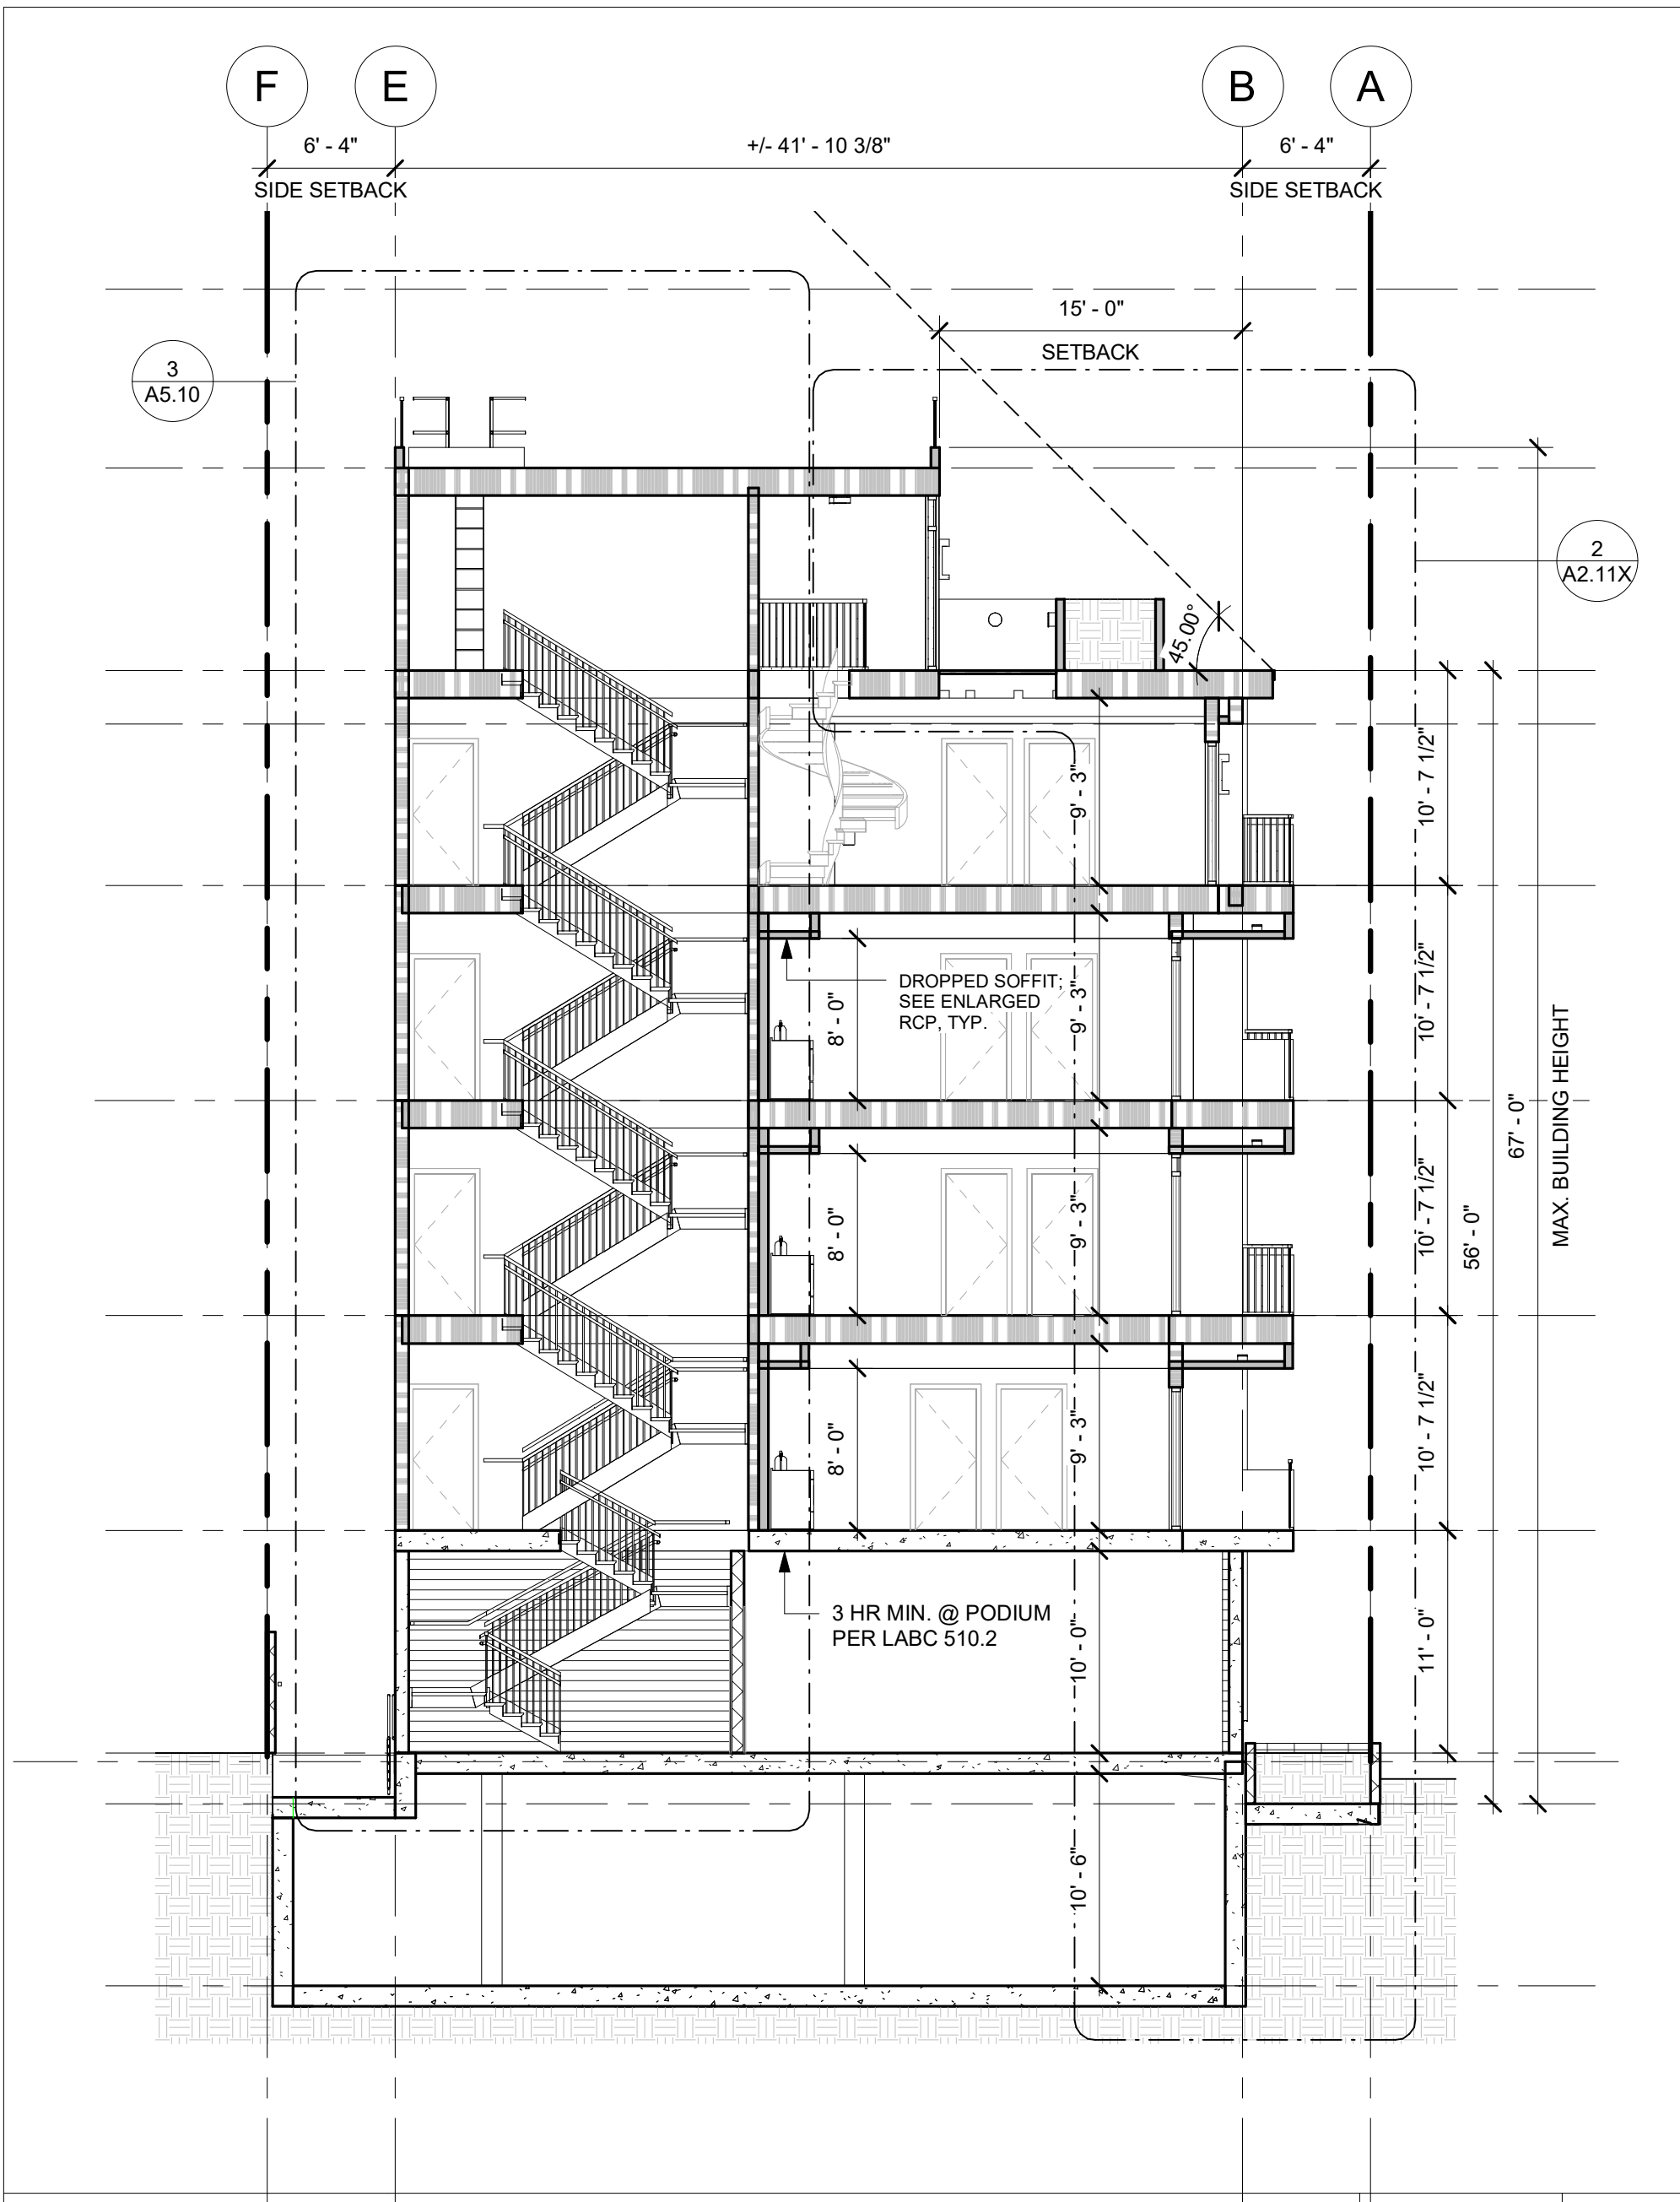 F
E
B
A
6' - 4"
+/- 41' - 10 3/8"
6' - 4"
SIDE SETBACK
SIDE SETBACK
15' - 0"
SETBACK
3
A5.10
2
A2.11X
45.00°
9' - 3"
10' - 7 1/2"
DROPPED SOFFIT;
SEE ENLARGED
RCP, TYP.
8' - 0"
9' - 3"
10' - 7 1/2"
8' - 0"
9' - 3"
10' - 7 1/2"
56' - 0"
67' - 0"
MAX. BUILDING HEIGHT
8' - 0"
9' - 3"
10' - 7 1/2"
3 HR MIN. @ PODIUM
PER LABC 510.2
10' - 0"
11' - 0"
10' - 6"